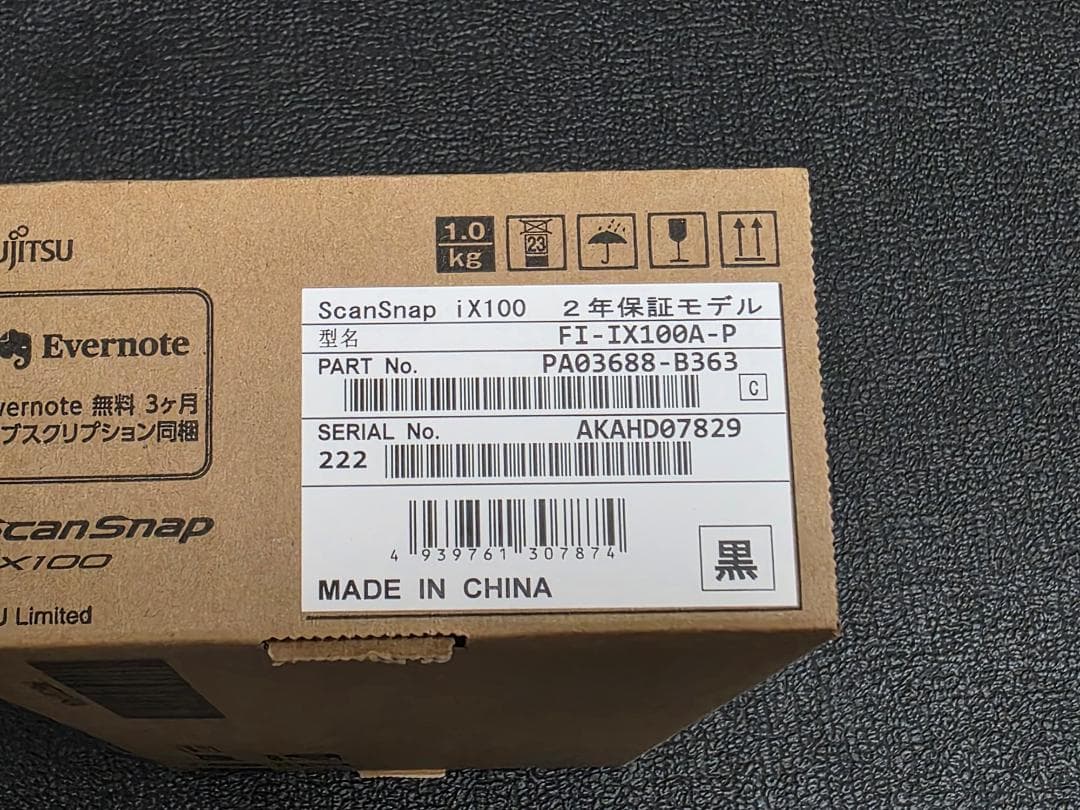 UJITSU
1.0
kg
23
Evernote
vernote 無料 3ヶ月
ブスクリプション同梱
ScanSnap
iX100
J Limited
ScanSnap iX100 2年保証モデル
型名 FI-IX100A-P
PART No. PA03688-B363
C
SERIAL No. AKAHD07829
222
4 939761 307874
黒
MADE IN CHINA